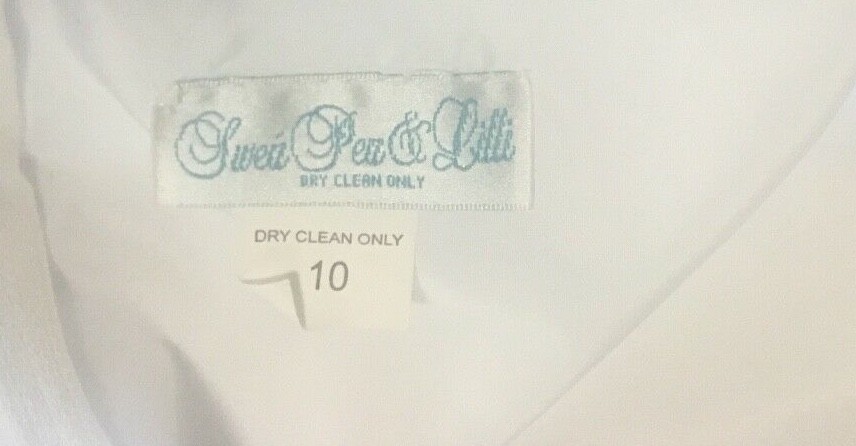 Swea Pea & Lilli
DRY CLEAN ONLY
DRY CLEAN ONLY
10